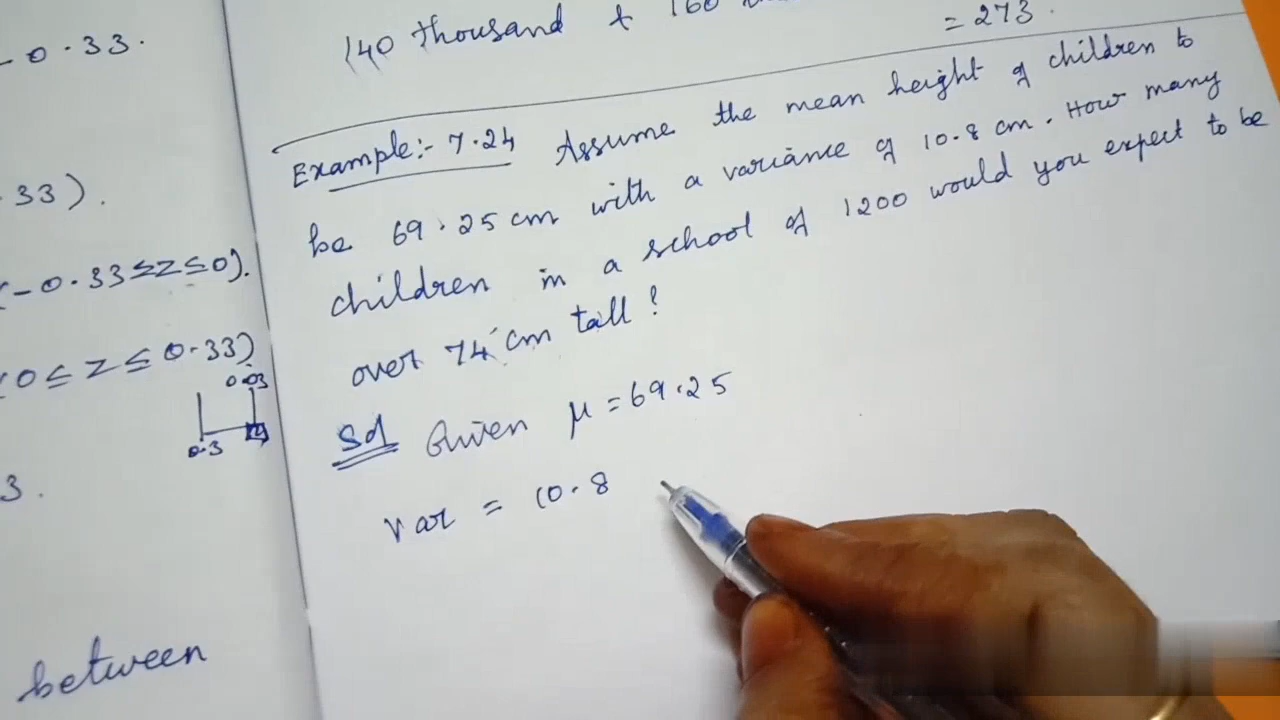 - 0.33.
33).
(-0.33≤z≤0).
(0≤z≤0.33)
0.03
0.3
3.
between
140 thousand & 160
= 273.
Example:- 7.24 Assume the mean height of children to
be 69.25 cm with a variance of 10.8 cm. How many
children in a school of 1200 would you expect to be
over 74 cm tall?
Sol Given μ = 69.25
Var = 10.8